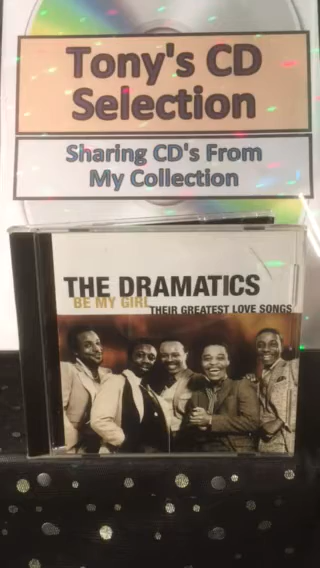 Tony's CD
Selection
Sharing CD's From
My Collection
THE DRAMATICS
BE MY GIRL
THEIR GREATEST LOVE SONGS